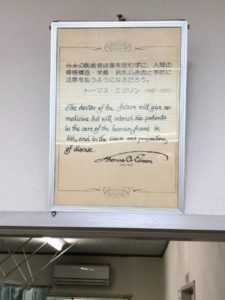 将来の医術者は薬を使わずに、人間の
骨格構造・栄養・病気の原因と予防に
注意を払うようになるだろう。
トーマス・エジソン (1847-1931)
The doctor of the future will give no
medicine but will interest his patients
in the care of the human frame in
diet, and in the cause and prevention
of disease.
Thomas A. Edison